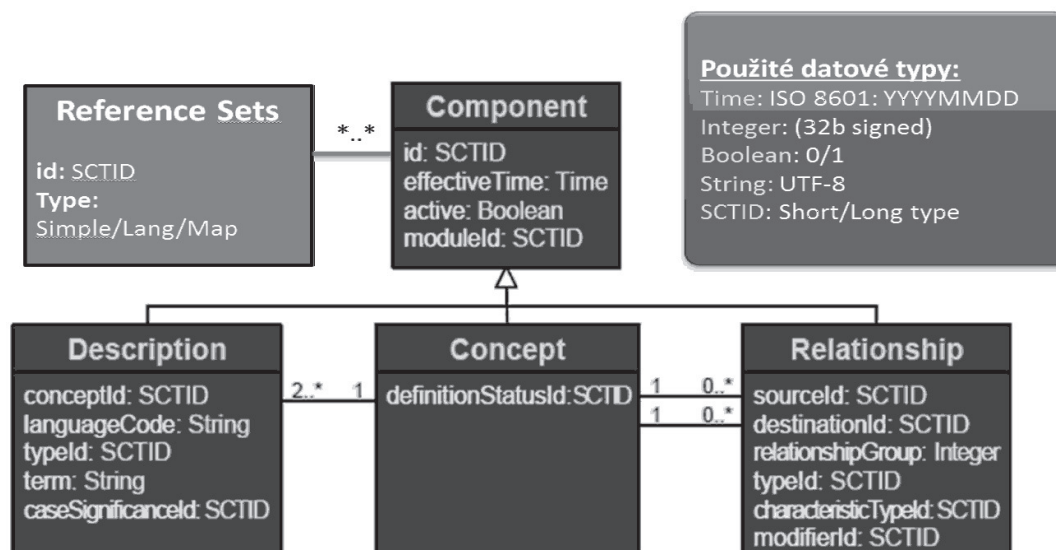 Reference Sets
id: SCTID
Type:
Simple/Lang/Map
*..*
Component
id: SCTID
effectiveTime: Time
active: Boolean
moduleId: SCTID
Použité datové typy:
Time: ISO 8601: YYYYMMDD
Integer: (32b signed)
Boolean: 0/1
String: UTF-8
SCTID: Short/Long type
Description
conceptId: SCTID
languageCode: String
typeId: SCTID
term: String
caseSignificanceId: SCTID
2..* 1
Concept
definitionStatusId:SCTID
1 0..*
1 0..*
Relationship
sourceId: SCTID
destinationId: SCTID
relationshipGroup: Integer
typeId: SCTID
characteristicTypeId:SCTID
modifierId: SCTID